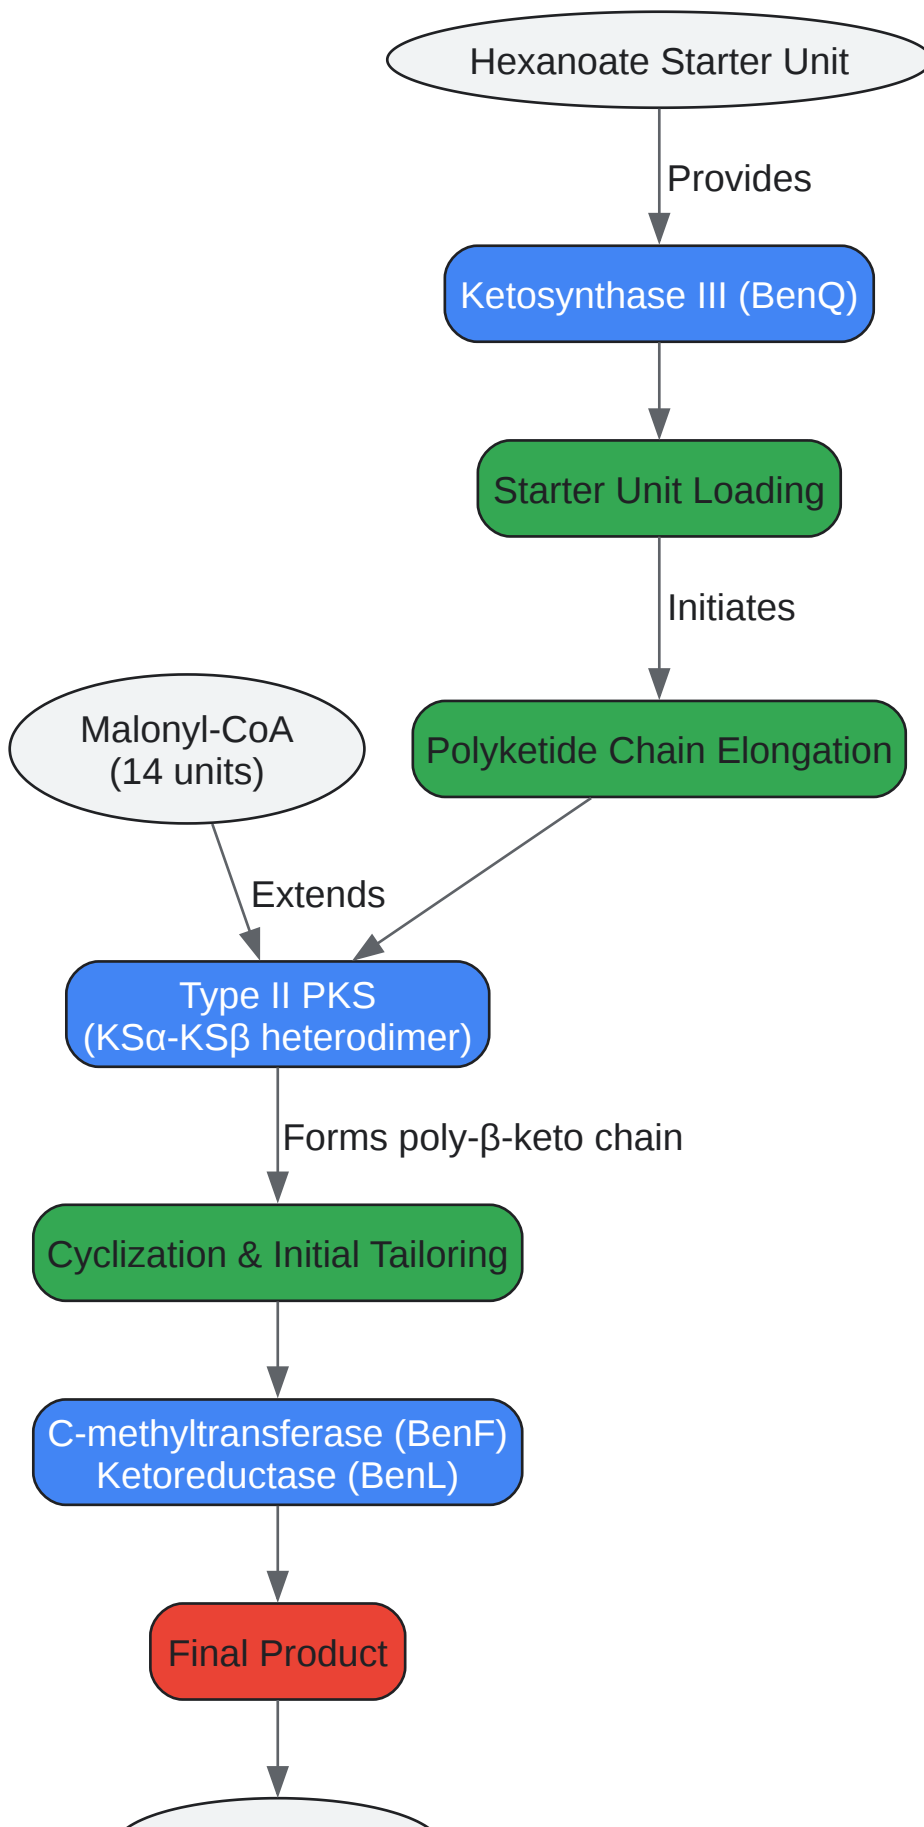 Hexanoate Starter Unit
Provides
Ketosynthase III (BenQ)
Starter Unit Loading
Initiates
Malonyl-CoA
(14 units)
Polyketide Chain Elongation
Extends
Type II PKS
(KSα-KSβ heterodimer)
Forms poly-β-keto chain
Cyclization & Initial Tailoring
C-methyltransferase (BenF)
Ketoreductase (BenL)
Final Product